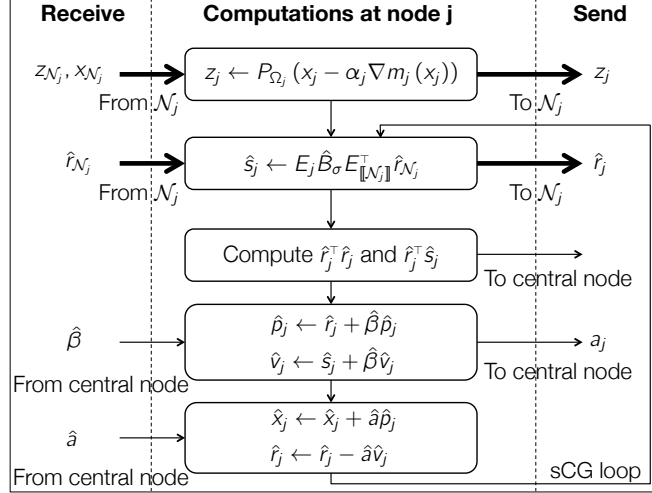 Receive Computations at node j Send
z_{𝒩_j}, x_{𝒩_j} z_j ← P_{Ω_j} (x_j − α_j∇m_j (x_j)) z_j
From 𝒩_j To 𝒩_j
r̂_{𝒩_j} ŝ_j ← E_j B̂_σ E^⊤_{⟦𝒩_j⟧} r̂_{𝒩_j} r̂_j
From 𝒩_j To 𝒩_j
Compute r̂_j^⊤ r̂_j and r̂_j^⊤ ŝ_j
To central node
p̂_j ← r̂_j + β̂p̂_j
β̂ a_j
v̂_j ← ŝ_j + β̂v̂_j
From central node To central node
x̂_j ← x̂_j + âp̂_j
â
r̂_j ← r̂_j − âv̂_j
From central node sCG loop